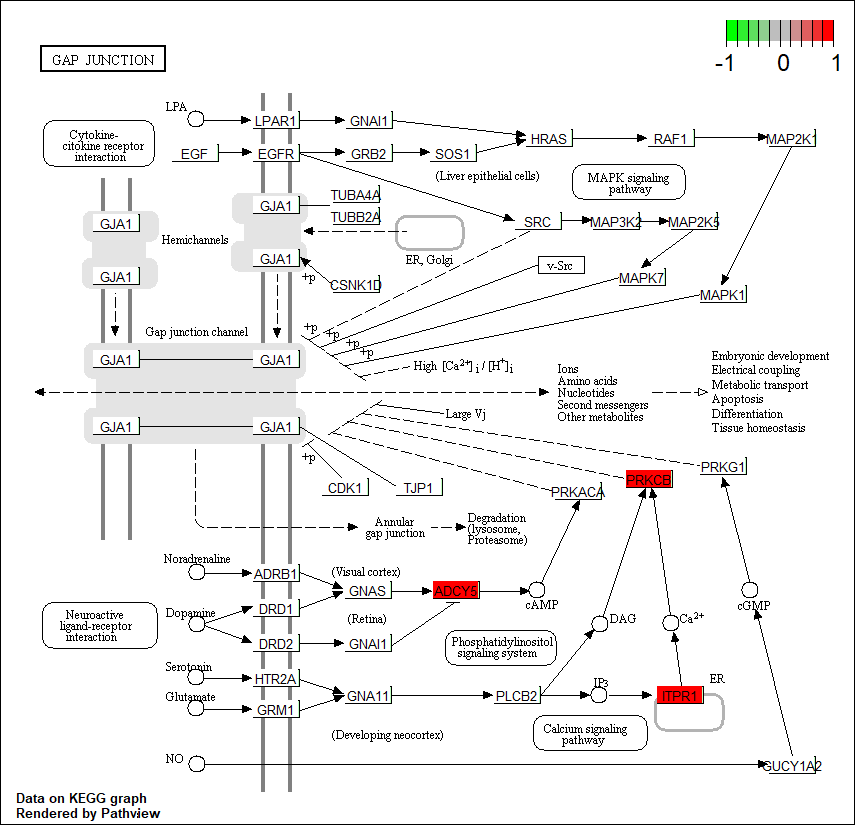 -1 0 1
GAP JUNCTION
LPA
LPAR1
GNAI1
Cytokine-
citokine receptor
interaction
EGF
EGFR
GRB2
SOS1
HRAS
RAF1
MAP2K1
(Liver epithelial cells)
MAPK signaling
pathway
GJA1
TUBA4A
TUBB2A
GJA1
Hemichannels
SRC
MAP3K2
MAP2K5
ER, Golgi
GJA1
GJA1
+p
CSNK1D
v-Src
MAPK7
MAPK1
Gap junction channel
+p
+p
+p
+p
GJA1
GJA1
High [Ca2+] i / [H+] i
Ions
Amino acids
Nucleotides
Second messengers
Other metabolites
Embryonic development
Electrical coupling
Metabolic transport
Apoptosis
Differentiation
Tissue homeostasis
Large Vj
GJA1
GJA1
+p
CDK1
TJP1
PRKACA
PRKCB
PRKG1
Annular
gap junction
Degradation
(lysosome,
Proteasome)
Noradrenaline
ADRB1
(Visual cortex)
GNAS
ADCY5
cAMP
Neuroactive
ligand-receptor
interaction
Dopamine
DRD1
(Retina)
DRD2
GNAI1
DAG
Ca2+
cGMP
Phosphatidylinositol
signaling system
Serotonin
HTR2A
Glutamate
GRM1
GNA11
PLCB2
IP3
ITPR1
ER
(Developing neocortex)
Calcium signaling
pathway
NO
GUCY1A2
Data on KEGG graph
Rendered by Pathview